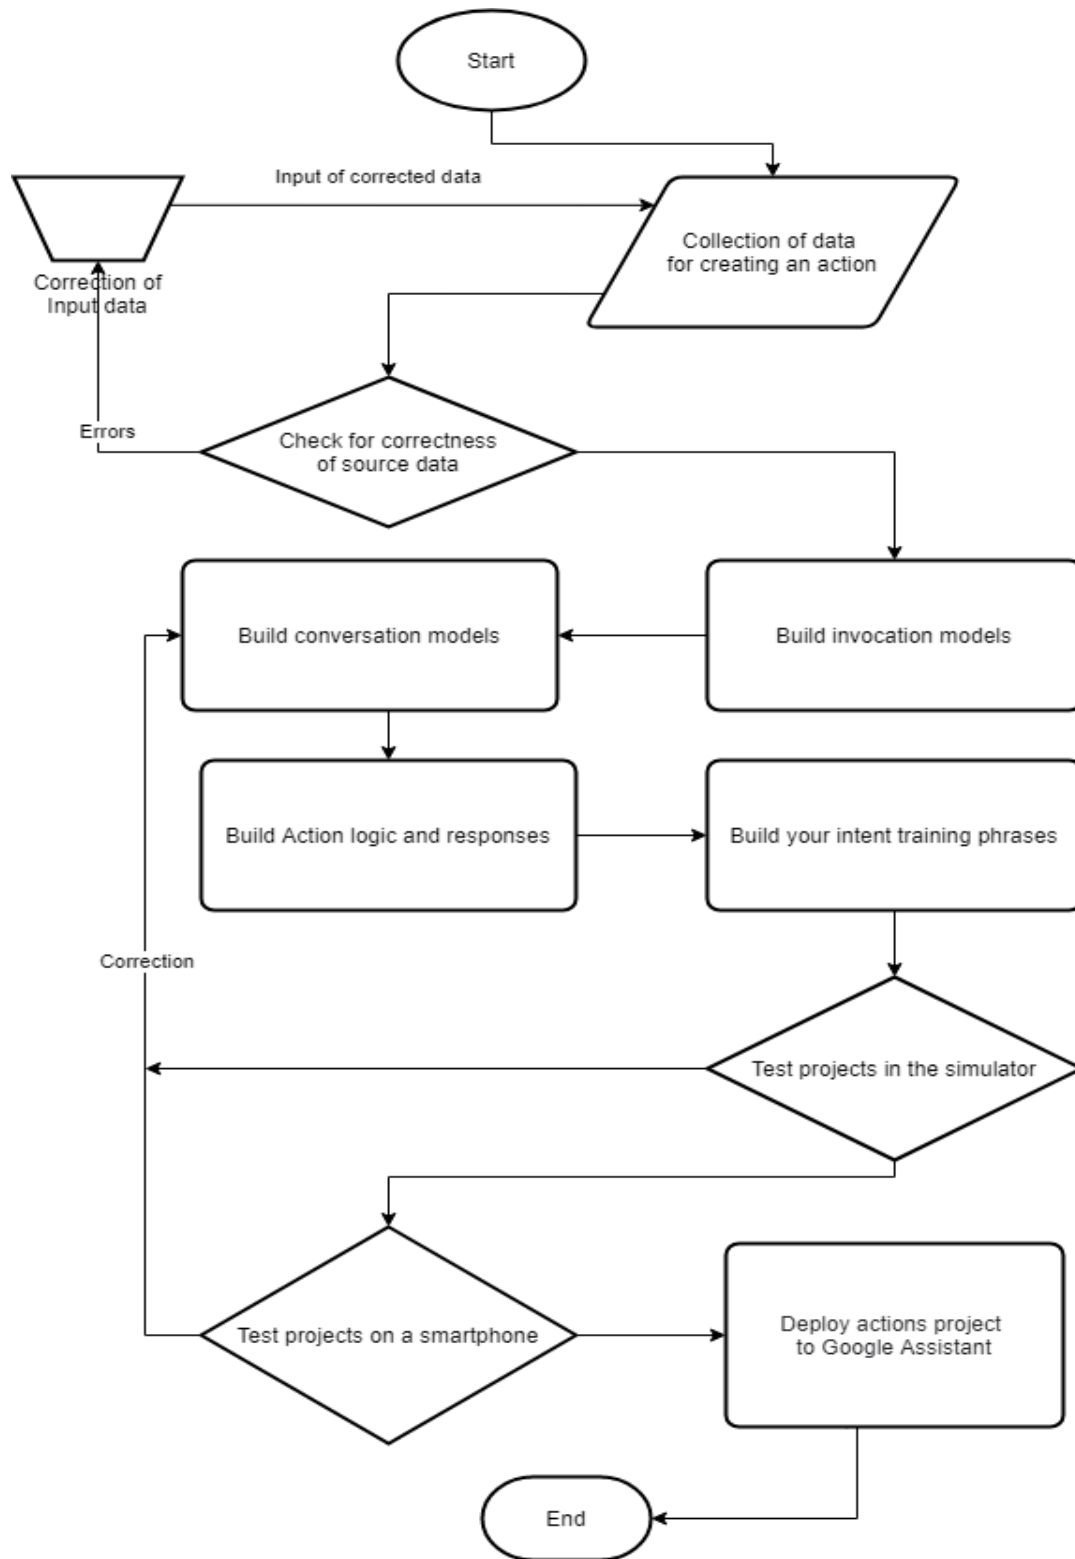 Start
Input of corrected data
Collection of data
for creating an action
Correction of
Input data
Errors
Check for correctness
of source data
Build conversation models
Build invocation models
Build Action logic and responses
Build your intent training phrases
Correction
Test projects in the simulator
Test projects on a smartphone
Deploy actions project
to Google Assistant
End